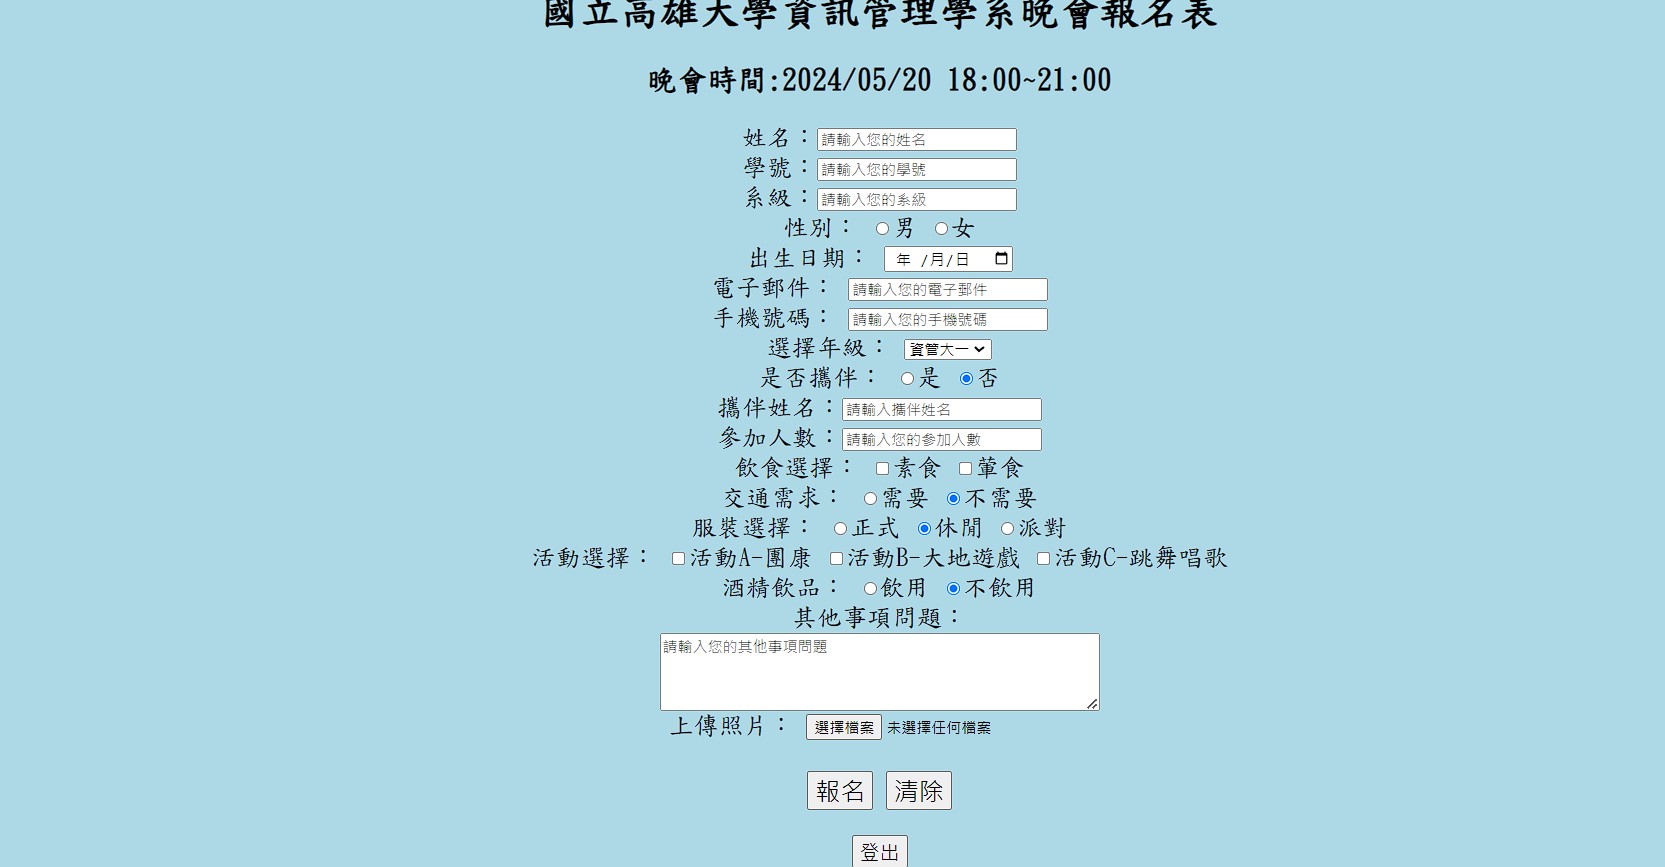 國立高雄大學資訊管理學系晚會報名表
晚會時間:2024/05/20 18:00~21:00
姓名：請輸入您的姓名
學號：請輸入您的學號
系級：請輸入您的系級
性別： 男 女
出生日期： 年 /月/日
電子郵件： 請輸入您的電子郵件
手機號碼： 請輸入您的手機號碼
選擇年級： 資管大一
是否攜伴： 是 否
攜伴姓名：請輸入攜伴姓名
參加人數：請輸入您的參加人數
飲食選擇： 素食 葷食
交通需求： 需要 不需要
服裝選擇： 正式 休閒 派對
活動選擇： 活動A-團康 活動B-大地遊戲 活動C-跳舞唱歌
酒精飲品： 飲用 不飲用
其他事項問題：
請輸入您的其他事項問題
上傳照片： 選擇檔案 未選擇任何檔案
報名 清除
登出